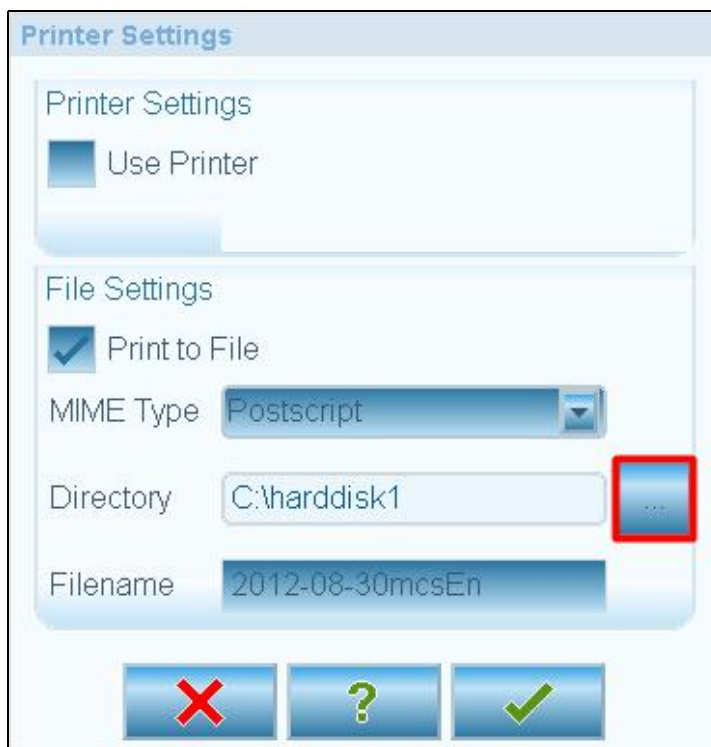 Printer Settings
Printer Settings
Use Printer
File Settings
Print to File
MIME Type Postscript
Directory C:\harddisk1 ...
Filename 2012-08-30mcsEn
?